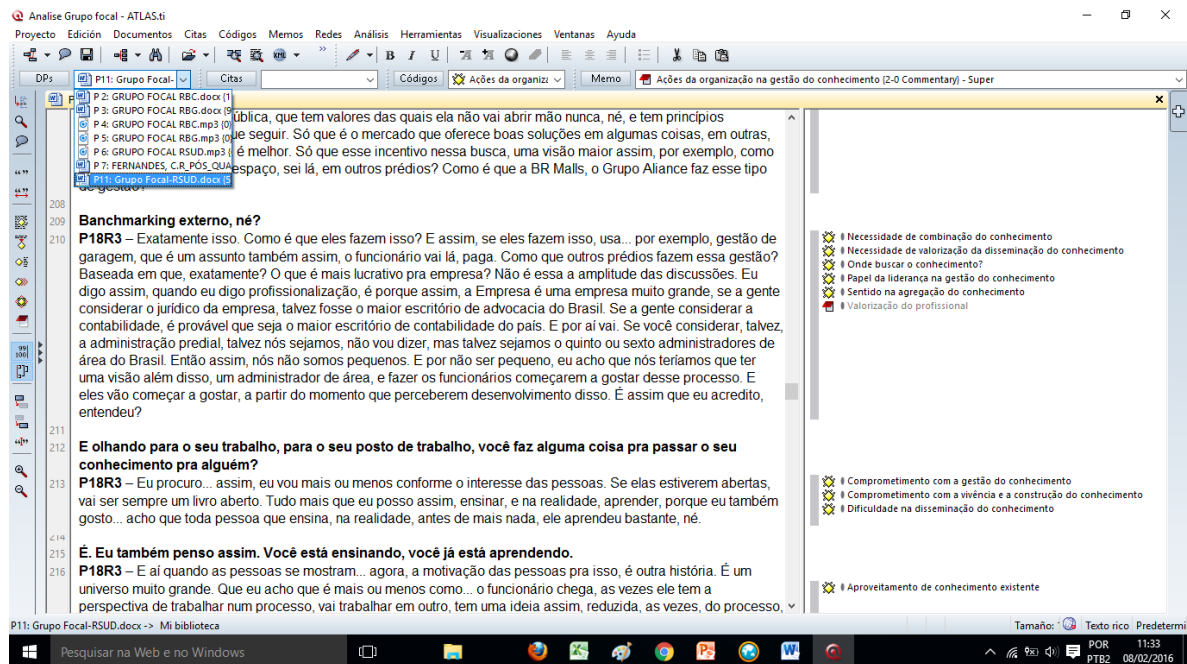 Analise Grupo focal - ATLAS.ti
Proyecto Edición Documentos Citas Códigos Memos Redes Análisis Herramientas Visualizaciones Ventanas Ayuda
DPs P11: Grupo Focal- Citas Códigos Ações da organiza Memo Ações da organização na gestão do conhecimento {2-0 Commentary} - Super
P 2: GRUPO FOCAL RBC.docx {1
P 3: GRUPO FOCAL RBG.docx {9
P 4: GRUPO FOCAL RBC.mp3 {0}
P 5: GRUPO FOCAL RBG.mp3 {0}
P 6: GRUPO FOCAL RSUD.mp3 {
P 7: FERNANDES, C.R_PÓS_QUA
P11: Grupo Focal-RSUD.docx {5
ública, que tem valores das quais ela não vai abrir mão nunca, né, e tem princípios
ue seguir. Só que é o mercado que oferece boas soluções em algumas coisas, em outras,
é melhor. Só que esse incentivo nessa busca, uma visão maior assim, por exemplo, como
espaço, sei lá, em outros prédios? Como é que a BR Malls, o Grupo Aliance faz esse tipo
de gestão?
208
209 Banchmarking externo, né?
210 P18R3 – Exatamente isso. Como é que eles fazem isso? E assim, se eles fazem isso, usa... por exemplo, gestão de
garagem, que é um assunto também assim, o funcionário vai lá, paga. Como que outros prédios fazem essa gestão?
Baseada em que, exatamente? O que é mais lucrativo pra empresa? Não é essa a amplitude das discussões. Eu
digo assim, quando eu digo profissionalização, é porque assim, a Empresa é uma empresa muito grande, se a gente
considerar o jurídico da empresa, talvez fosse o maior escritório de advocacia do Brasil. Se a gente considerar a
contabilidade, é provável que seja o maior escritório de contabilidade do país. E por aí vai. Se você considerar, talvez,
a administração predial, talvez nós sejamos, não vou dizer, mas talvez sejamos o quinto ou sexto administradores de
área do Brasil. Então assim, nós não somos pequenos. E por não ser pequeno, eu acho que nós teríamos que ter
uma visão além disso, um administrador de área, e fazer os funcionários começarem a gostar desse processo. E
eles vão começar a gostar, a partir do momento que perceberem desenvolvimento disso. É assim que eu acredito,
entendeu?
211
212 E olhando para o seu trabalho, para o seu posto de trabalho, você faz alguma coisa pra passar o seu
conhecimento pra alguém?
213 P18R3 – Eu procuro... assim, eu vou mais ou menos conforme o interesse das pessoas. Se elas estiverem abertas,
vai ser sempre um livro aberto. Tudo mais que eu posso assim, ensinar, e na realidade, aprender, porque eu também
gosto... acho que toda pessoa que ensina, na realidade, antes de mais nada, ele aprendeu bastante, né.
214
215 É. Eu também penso assim. Você está ensinando, você já está aprendendo.
216 P18R3 – E aí quando as pessoas se mostram... agora, a motivação das pessoas pra isso, é outra história. É um
universo muito grande. Que eu acho que é mais ou menos como... o funcionário chega, as vezes ele tem a
perspectiva de trabalhar num processo, vai trabalhar em outro, tem uma ideia assim, reduzida, as vezes, do processo,
Necessidade de combinação do conhecimento
Necessidade de valorização da disseminação do conhecimento
Onde buscar o conhecimento?
Papel da liderança na gestão do conhecimento
Sentido na agregação do conhecimento
Valorização do profissional
Comprometimento com a gestão do conhecimento
Comprometimento com a vivência e a construção do conhecimento
Dificuldade na disseminação do conhecimento
Aproveitamento de conhecimento existente
P11: Grupo Focal-RSUD.docx -> Mi biblioteca Tamaño: Texto rico Predetermi
Pesquisar na Web e no Windows
POR 11:33
PTB2 08/02/2016